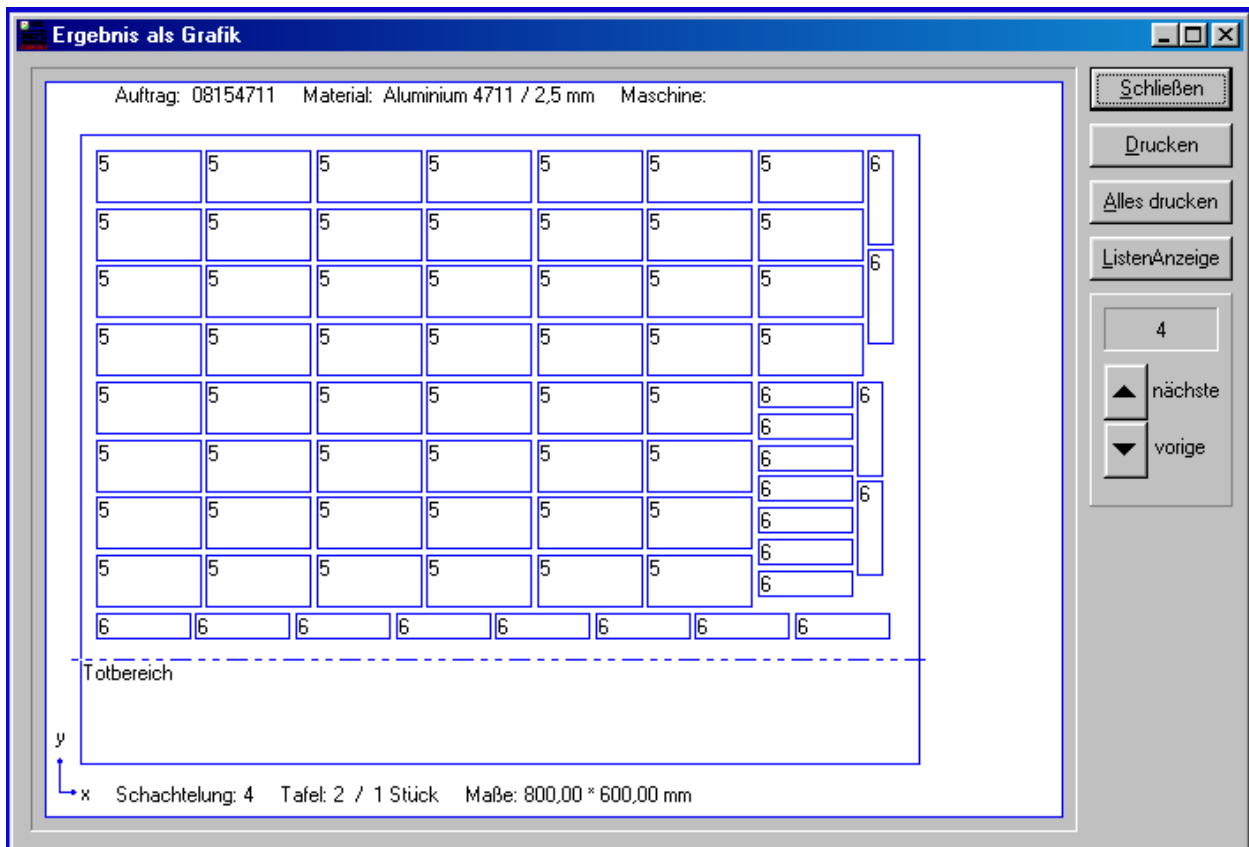 Ergebnis als Grafik
Auftrag: 08154711 Material: Aluminium 4711 / 2,5 mm Maschine:
5 5 5 5 5 5 5 6
5 5 5 5 5 5 5
6
5 5 5 5 5 5 5
5 5 5 5 5 5 5
5 5 5 5 5 5 6 6
6
5 5 5 5 5 5 6
6 6
5 5 5 5 5 5 6
6
5 5 5 5 5 5 6
6 6 6 6 6 6 6 6
Totbereich
y
x Schachtelung: 4 Tafel: 2 / 1 Stück Maße: 800,00 * 600,00 mm
Schließen
Drucken
Alles drucken
ListenAnzeige
4
nächste
vorige